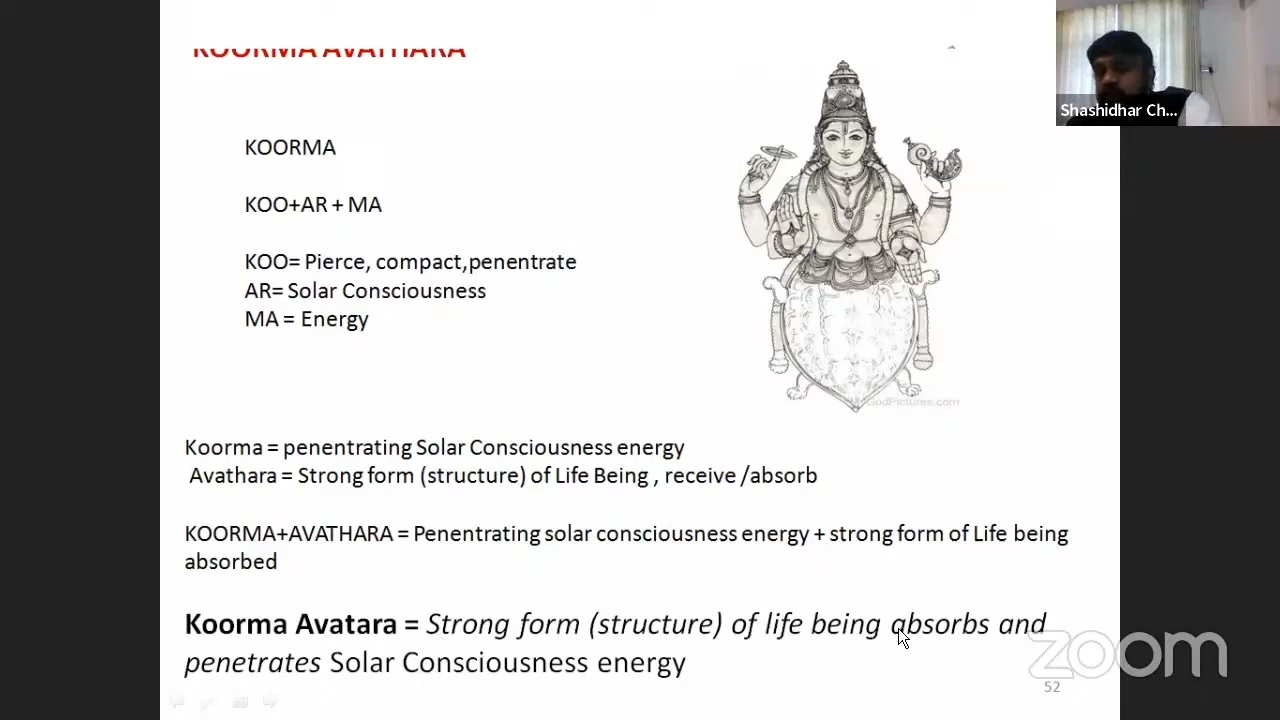 KOORMA AVATHARA
Shashidhar Ch...
KOORMA
KOO+AR + MA
KOO= Pierce, compact,penentrate
AR= Solar Consciousness
MA = Energy
GodPictures.com
Koorma = penentrating Solar Consciousness energy
Avathara = Strong form (structure) of Life Being , receive /absorb
KOORMA+AVATHARA = Penentrating solar consciousness energy + strong form of Life being
absorbed
Koorma Avatara = Strong form (structure) of life being absorbs and
penetrates Solar Consciousness energy
zoom
52